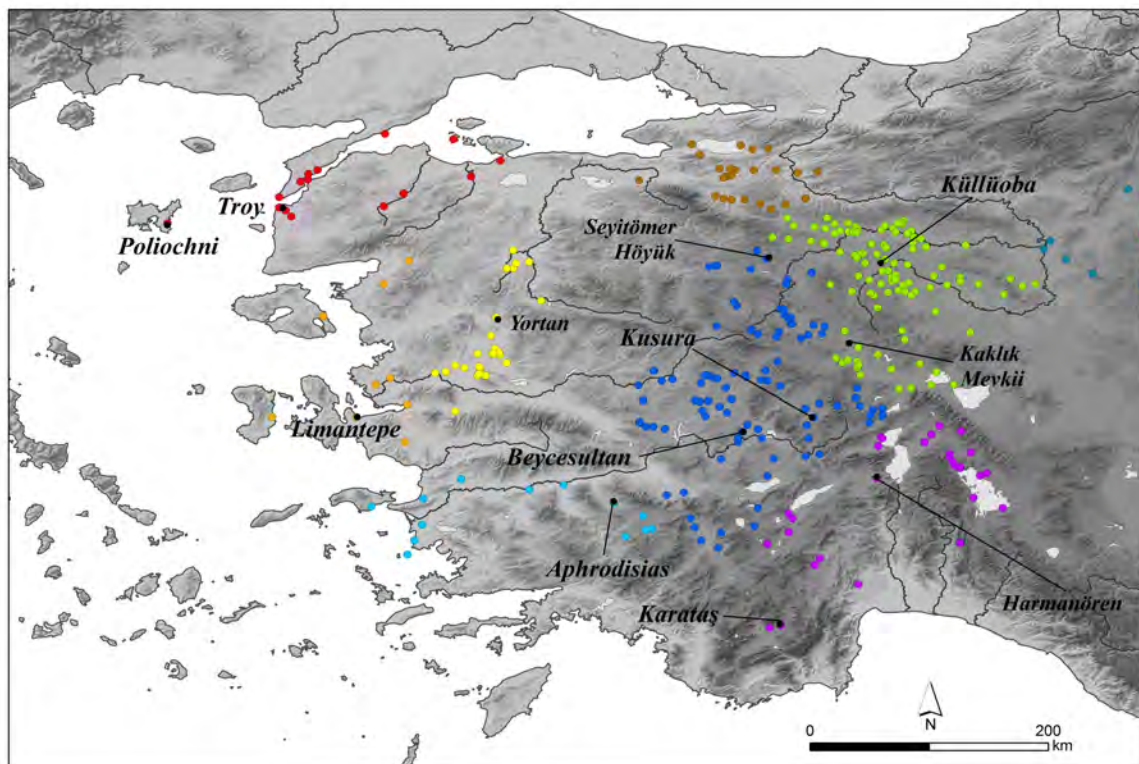 Küllüoba
Troy
Seyitömer
Höyük
Poliochni
Yortan
Kusura
Kaklık
Mevkii
Limantepe
Beycesultan
Aphrodisias
Harmanören
Karataş
N
0
200
km